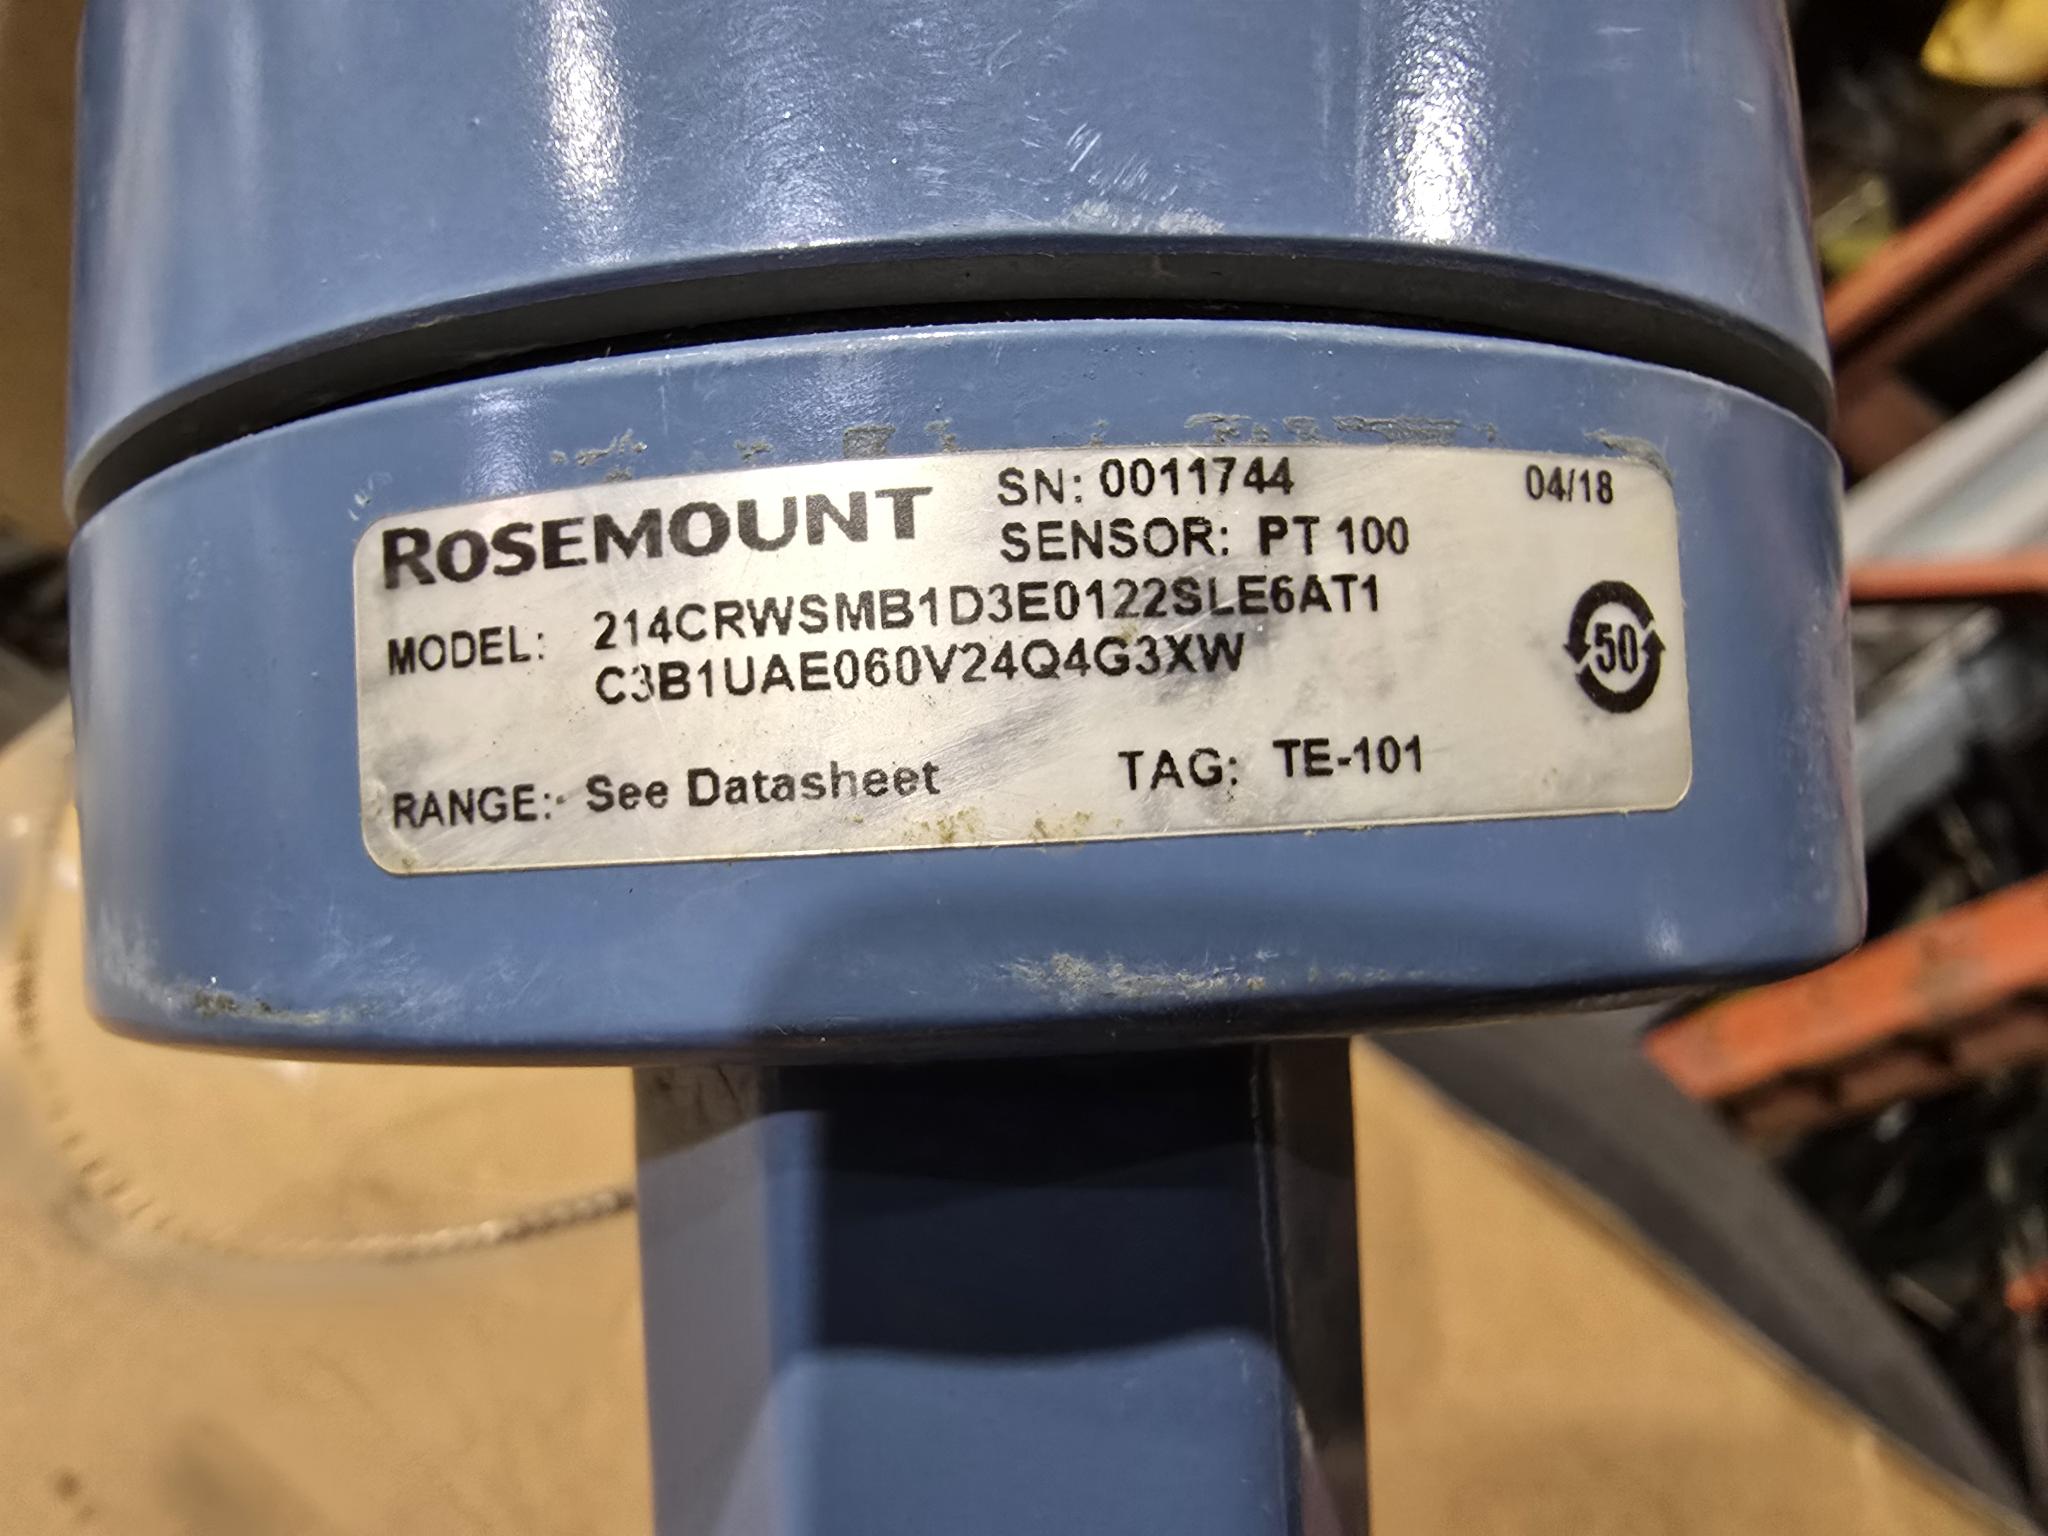 ROSEMOUNT
SN: 0011744
04/18
SENSOR: PT 100
MODEL: 214CRWSMB1D3E0122SLE6AT1
C3B1UAE060V24Q4G3XW
50
RANGE: See Datasheet
TAG: TE-101